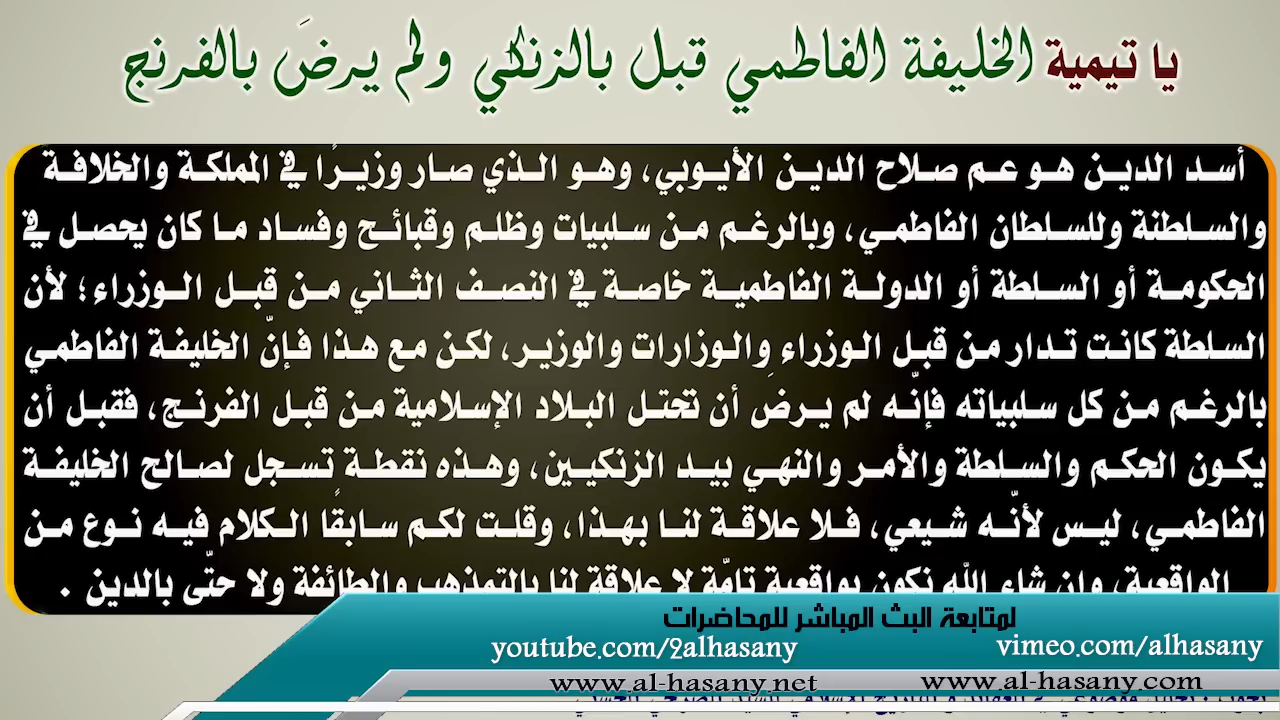 يا تيمية الخليفة الفاطمي قبل بالزنكي ولم يرضَ بالفرنج
أسد الدين هو عم صلاح الدين الأيوبي، وهو الذي صار وزيرًا في المملكة والخلافة
والسلطنة وللسلطان الفاطمي، وبالرغم من سلبيات وظلم وقبائح وفساد ما كان يحصل في
الحكومة أو السلطة أو الدولة الفاطمية خاصة في النصف الثاني من قبل الوزراء؛ لأن
السلطة كانت تدار من قبل الوزراءِ والوزارات والوزير، لكن مع هذا فإنّ الخليفة الفاطمي
بالرغم من كل سلبياته فإنّه لم يرضِ أن تحتل البلاد الإسلامية من قبل الفرنج، فقبل أن
يكون الحكم والسلطة والأمر والنهي بيد الزنكيين، وهذه نقطةٍ تسجل لصالح الخليفة
الفاطمي، ليس لأنّه شيعي، فلا علاقة لنا بهذا، وقلت لكم سابقًا الكلام فيه نوع من
الواقعية، وإن شاء الله نكون بواقعية تامّة لا علاقة لنا بالتمذهب والطائفة ولا حتّى بالدين .
لمتابعة البث المباشر للمحاضرات
youtube.com/2alhasany vimeo.com/alhasany
www.al-hasany.net www.al-hasany.com